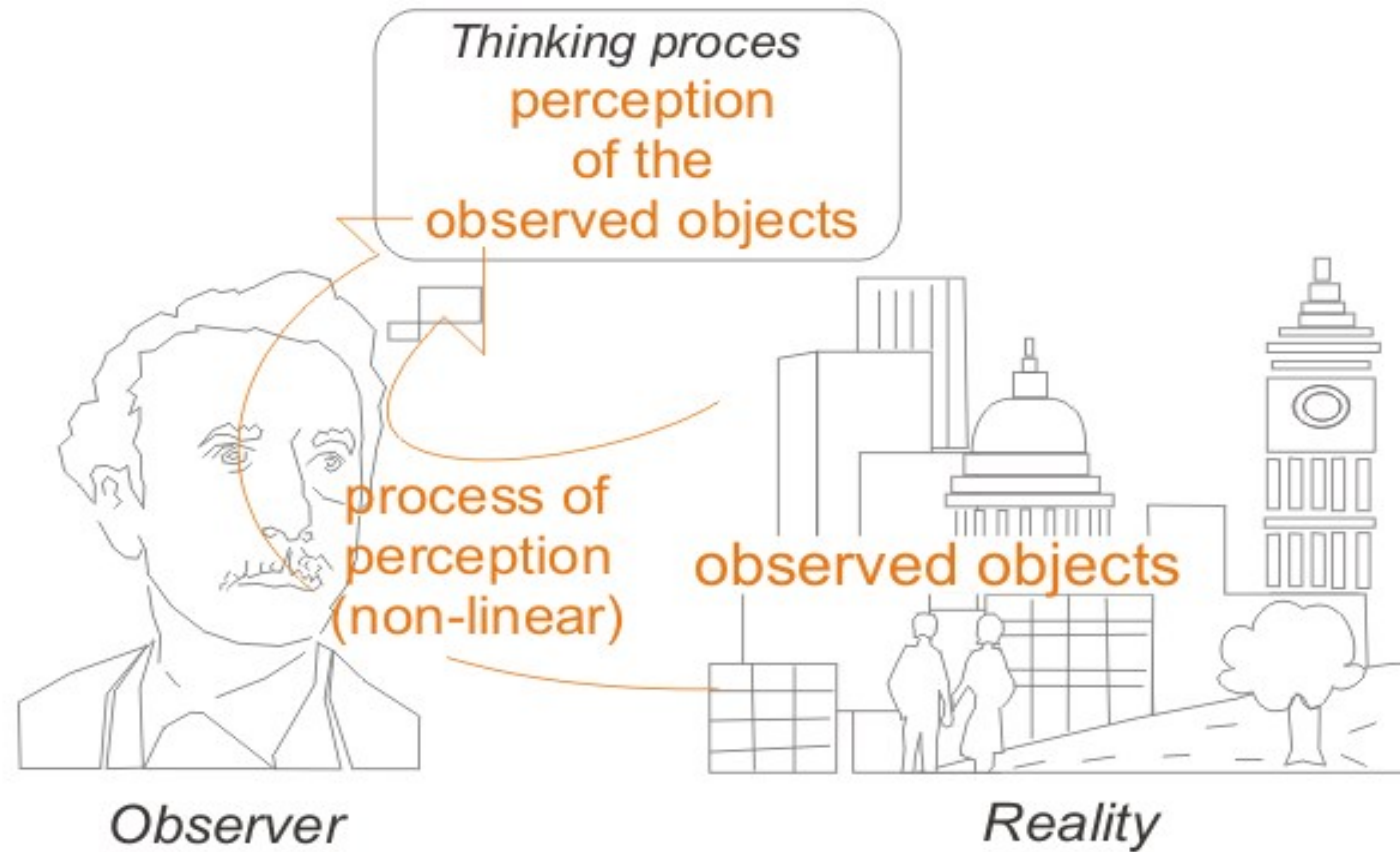 Thinking proces
perception
of the
observed objects
process of
perception
(non-linear)
observed objects
Observer
Reality